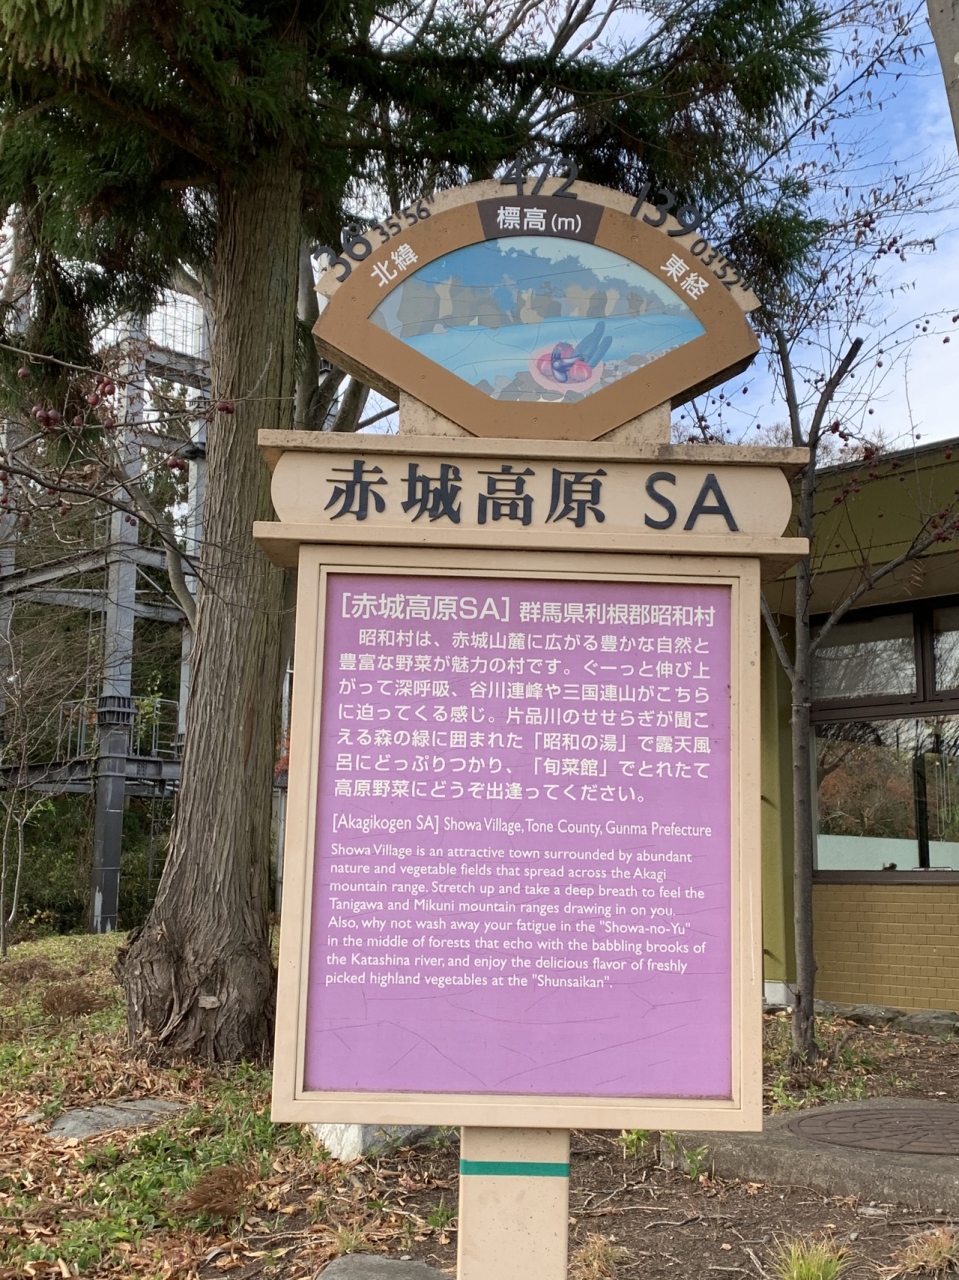 472
標高(m)
36°35'56"
北緯
139°03'52"
東経
赤城高原 SA
[赤城高原SA] 群馬県利根郡昭和村
昭和村は、赤城山麓に広がる豊かな自然と
豊富な野菜が魅力の村です。ぐーっと伸び上
がって深呼吸、谷川連峰や三国連山がこちら
に迫ってくる感じ。片品川のせせらぎが聞こ
える森の緑に囲まれた「昭和の湯」で露天風
呂にどっぷりつかり、「旬菜館」でとれたて
高原野菜にどうぞ出逢ってください。
[Akagikogen SA] Showa Village, Tone County, Gunma Prefecture
Showa Village is an attractive town surrounded by abundant
nature and vegetable fields that spread across the Akagi
mountain range. Stretch up and take a deep breath to feel the
Tanigawa and Mikuni mountain ranges drawing in on you.
Also, why not wash away your fatigue in the "Showa-no-Yu"
in the middle of forests that echo with the babbling brooks of
the Katashina river, and enjoy the delicious flavor of freshly
picked highland vegetables at the "Shunsaikan".